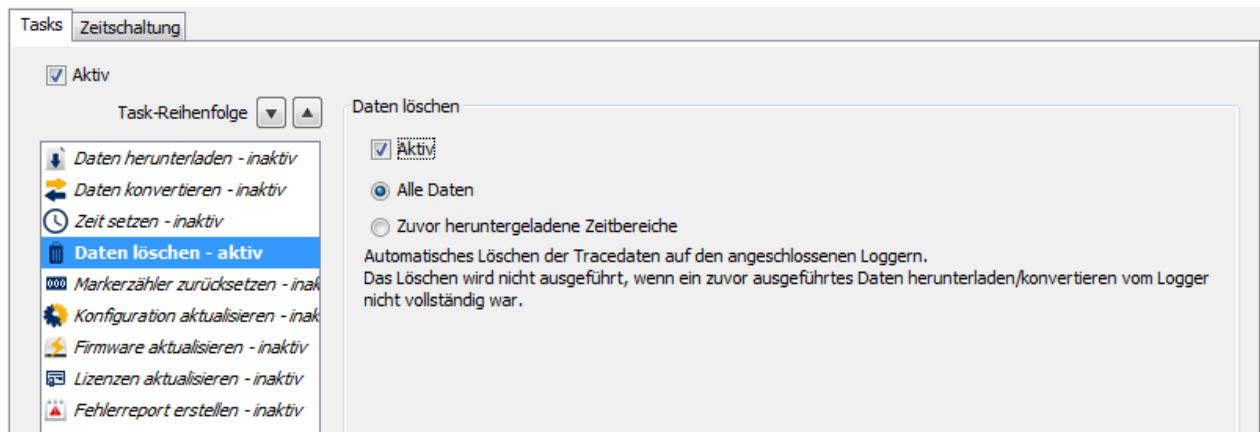 Tasks Zeitschaltung
Aktiv
Task-Reihenfolge
Daten herunterladen - inaktiv
Daten konvertieren - inaktiv
Zeit setzen - inaktiv
Daten löschen - aktiv
Markerzähler zurücksetzen - inak
Konfiguration aktualisieren - inak
Firmware aktualisieren - inaktiv
Lizenzen aktualisieren - inaktiv
Fehlerreport erstellen - inaktiv
Daten löschen
Aktiv
Alle Daten
Zuvor heruntergeladene Zeitbereiche
Automatisches Löschen der Tracedaten auf den angeschlossenen Loggern.
Das Löschen wird nicht ausgeführt, wenn ein zuvor ausgeführtes Daten herunterladen/konvertieren vom Logger
nicht vollständig war.